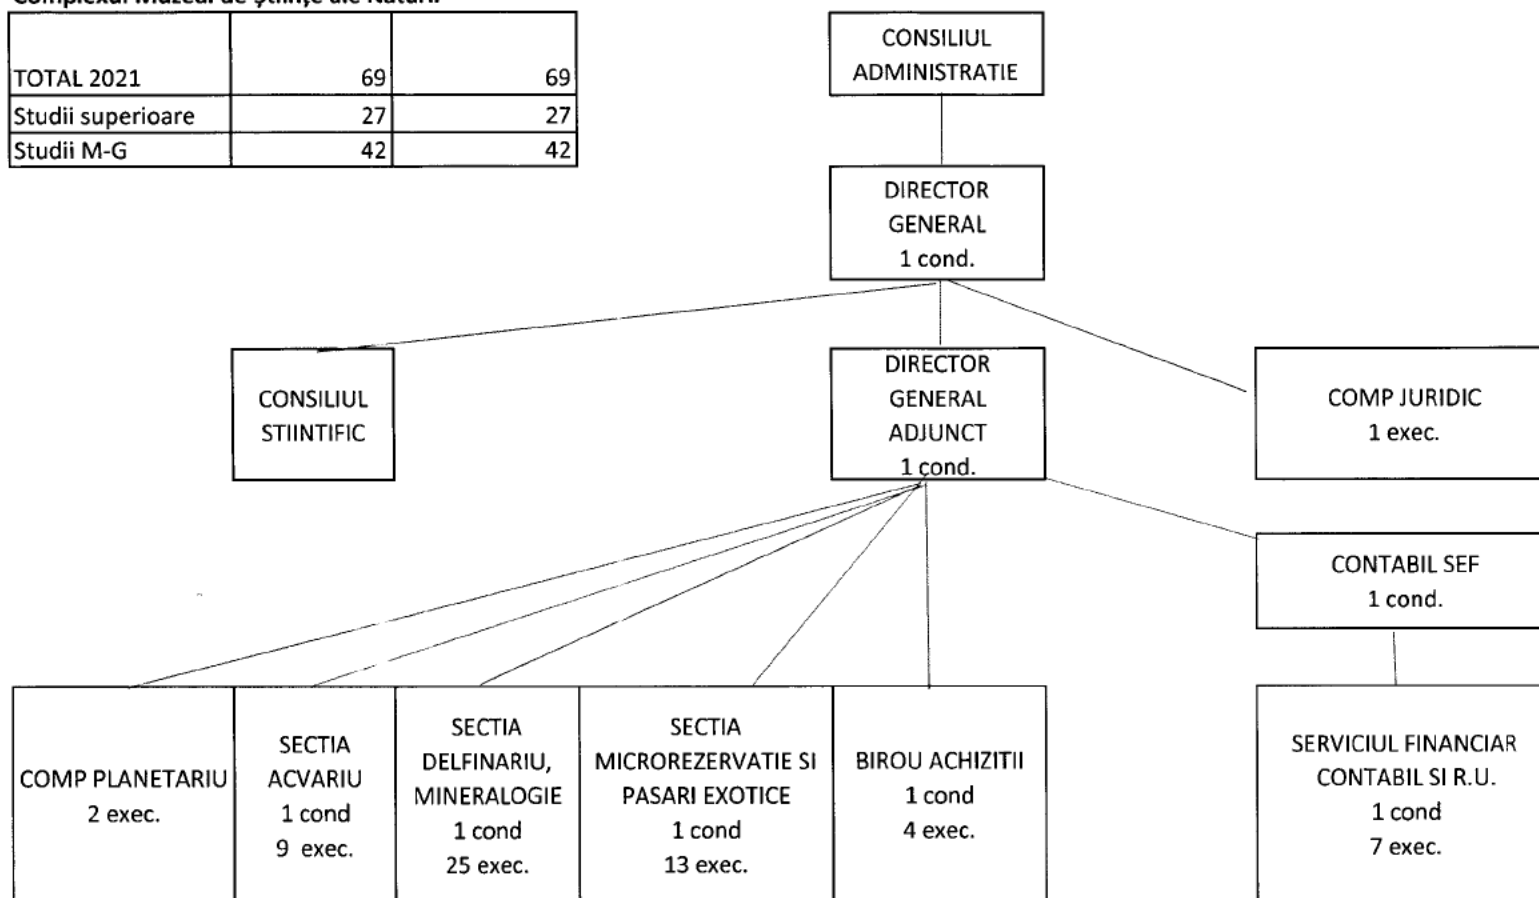 TOTAL 2021 69 69
Studii superioare 27 27
Studii M-G 42 42
CONSILIUL
ADMINISTRATIE
DIRECTOR
GENERAL
1 cond.
CONSILIUL
STIINTIFIC
DIRECTOR
GENERAL
ADJUNCT
1 cond.
COMP JURIDIC
1 exec.
CONTABIL SEF
1 cond.
COMP PLANETARIU
2 exec.
SECTIA
ACVARIU
1 cond
9 exec.
SECTIA
DELFINARIU,
MINERALOGIE
1 cond
25 exec.
SECTIA
MICROREZERVATIE SI
PASARI EXOTICE
1 cond
13 exec.
BIROU ACHIZITII
1 cond
4 exec.
SERVICIUL FINANCIAR
CONTABIL SI R.U.
1 cond
7 exec.